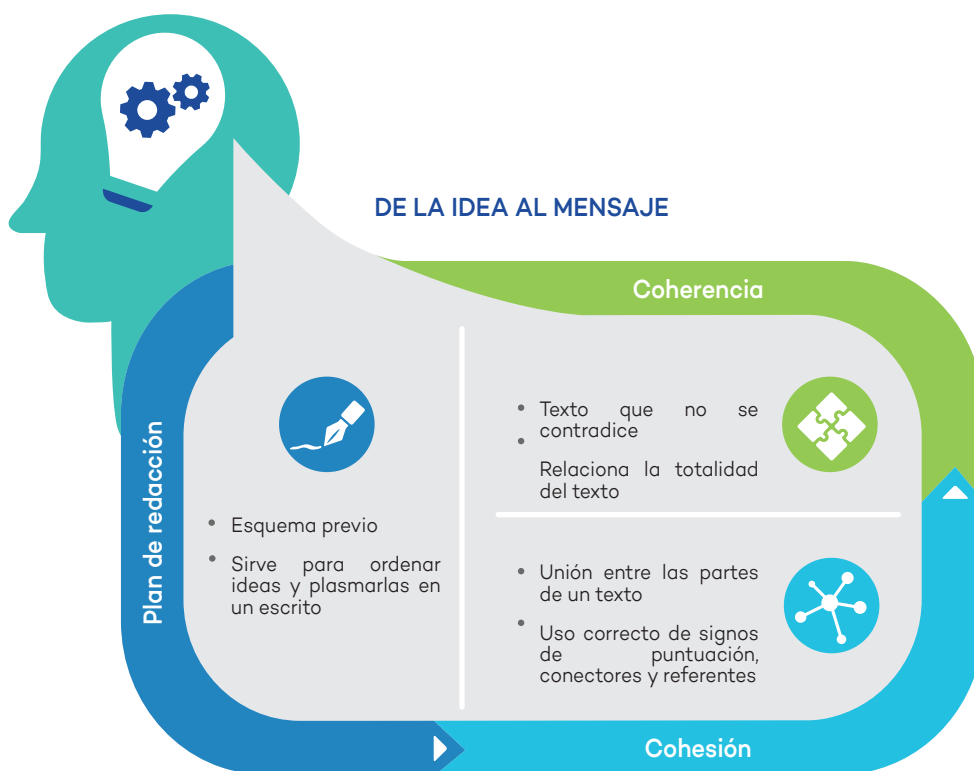 DE LA IDEA AL MENSAJE
Plan de redacción
• Esquema previo
• Sirve para ordenar
ideas y plasmarlas en
un escrito
Coherencia
• Texto que no se
contradice
•
Relaciona la totalidad
del texto
• Unión entre las partes
de un texto
• Uso correcto de signos
de puntuación,
conectores y referentes
Cohesión